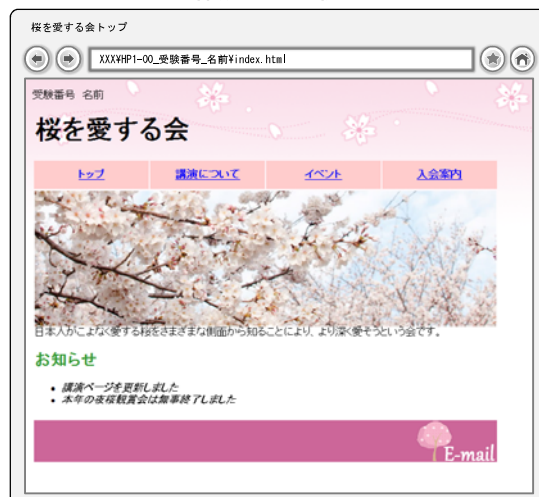 桜を愛する会トップ
XXX¥HP1-00_受験番号_名前¥index.html
受験番号 名前
桜を愛する会
トップ 講演について イベント 入会案内
日本人がこよなく愛する桜をさまざまな側面から知ることにより、より深く愛そうという会です。
お知らせ
• 講演ページを更新しました
• 本年の夜桜観賞会は無事終了しました
E-mail